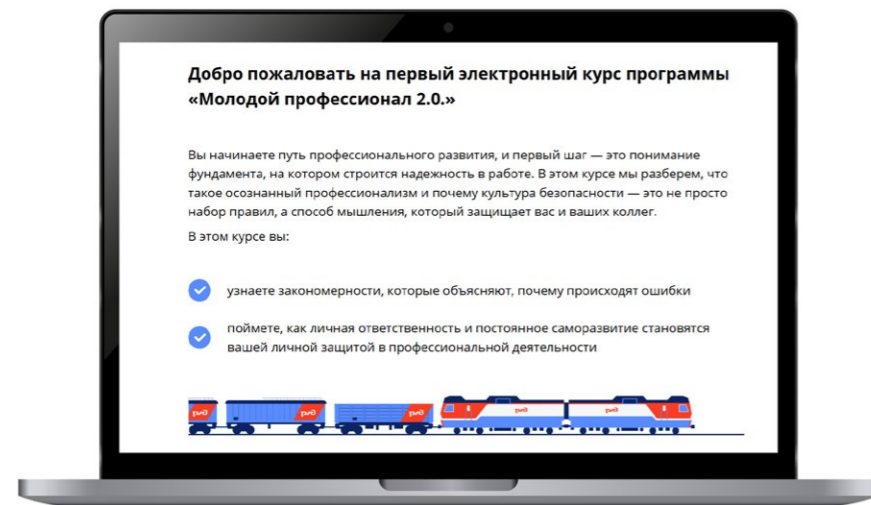 Добро пожаловать на первый электронный курс программы
«Молодой профессионал 2.0.»
Вы начинаете путь профессионального развития, и первый шаг — это понимание
фундамента, на котором строится надежность в работе. В этом курсе мы разберем, что
такое осознанный профессионализм и почему культура безопасности — это не просто
набор правил, а способ мышления, который защищает вас и ваших коллег.
В этом курсе вы:
узнаете закономерности, которые объясняют, почему происходят ошибки
поймете, как личная ответственность и постоянное саморазвитие становятся
вашей личной защитой в профессиональной деятельности
ржд ржд ржд ржд ржд